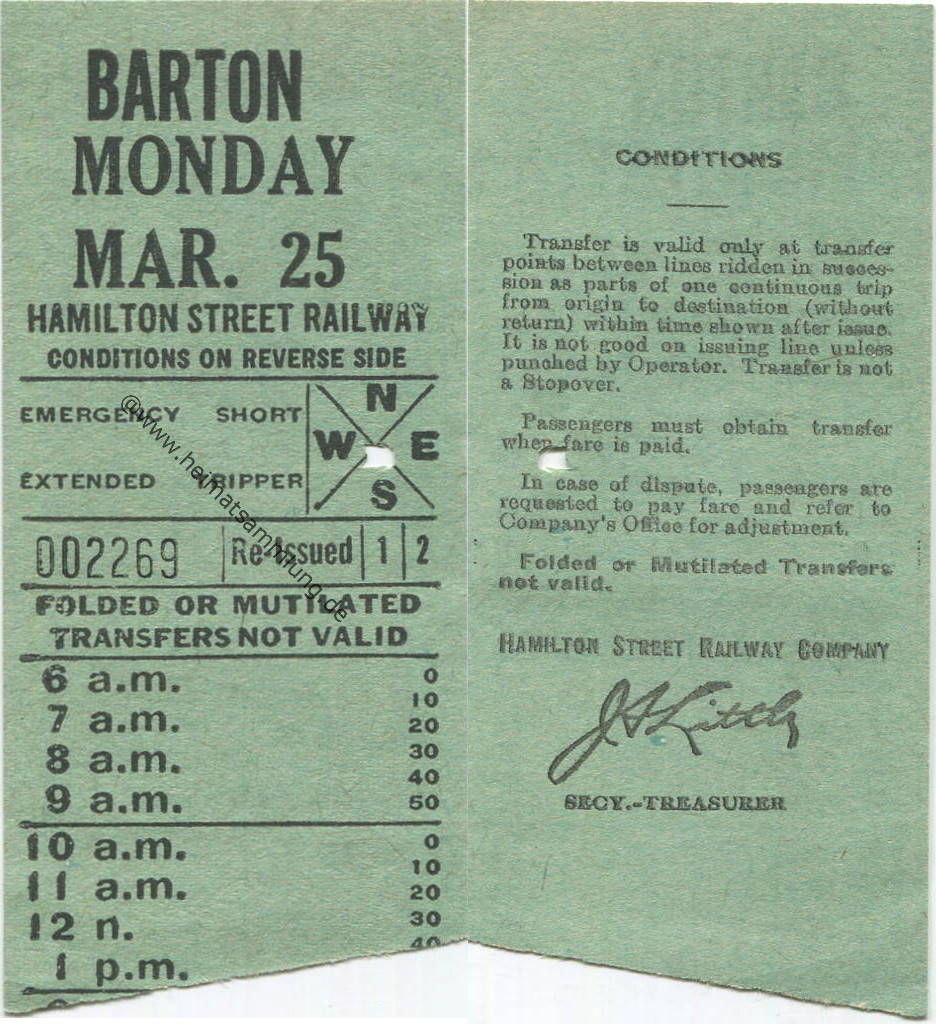 BARTON
MONDAY
MAR. 25
HAMILTON STREET RAILWAY
CONDITIONS ON REVERSE SIDE
EMERGENCY SHORT
EXTENDED TRIPPER
N
W E
S
002269 Re-Issued 1 2
FOLDED OR MUTILATED
TRANSFERS NOT VALID
6 a.m. 0
10
7 a.m. 20
8 a.m. 30
40
9 a.m. 50
10 a.m. 0
10
11 a.m. 20
12 n. 30
40
1 p.m.
@www.heimatsammlung.de
CONDITIONS
Transfer is valid only at transfer
points between lines ridden in succes-
sion as parts of one continuous trip
from origin to destination (without
return) within time shown after issue.
It is not good on issuing line unless
punched by Operator. Transfer is not
a Stopover.
Passengers must obtain transfer
when fare is paid.
In case of dispute, passengers are
requested to pay fare and refer to
Company's Office for adjustment.
Folded or Mutilated Transfers
not valid.
HAMILTON STREET RAILWAY COMPANY
SECY.-TREASURER